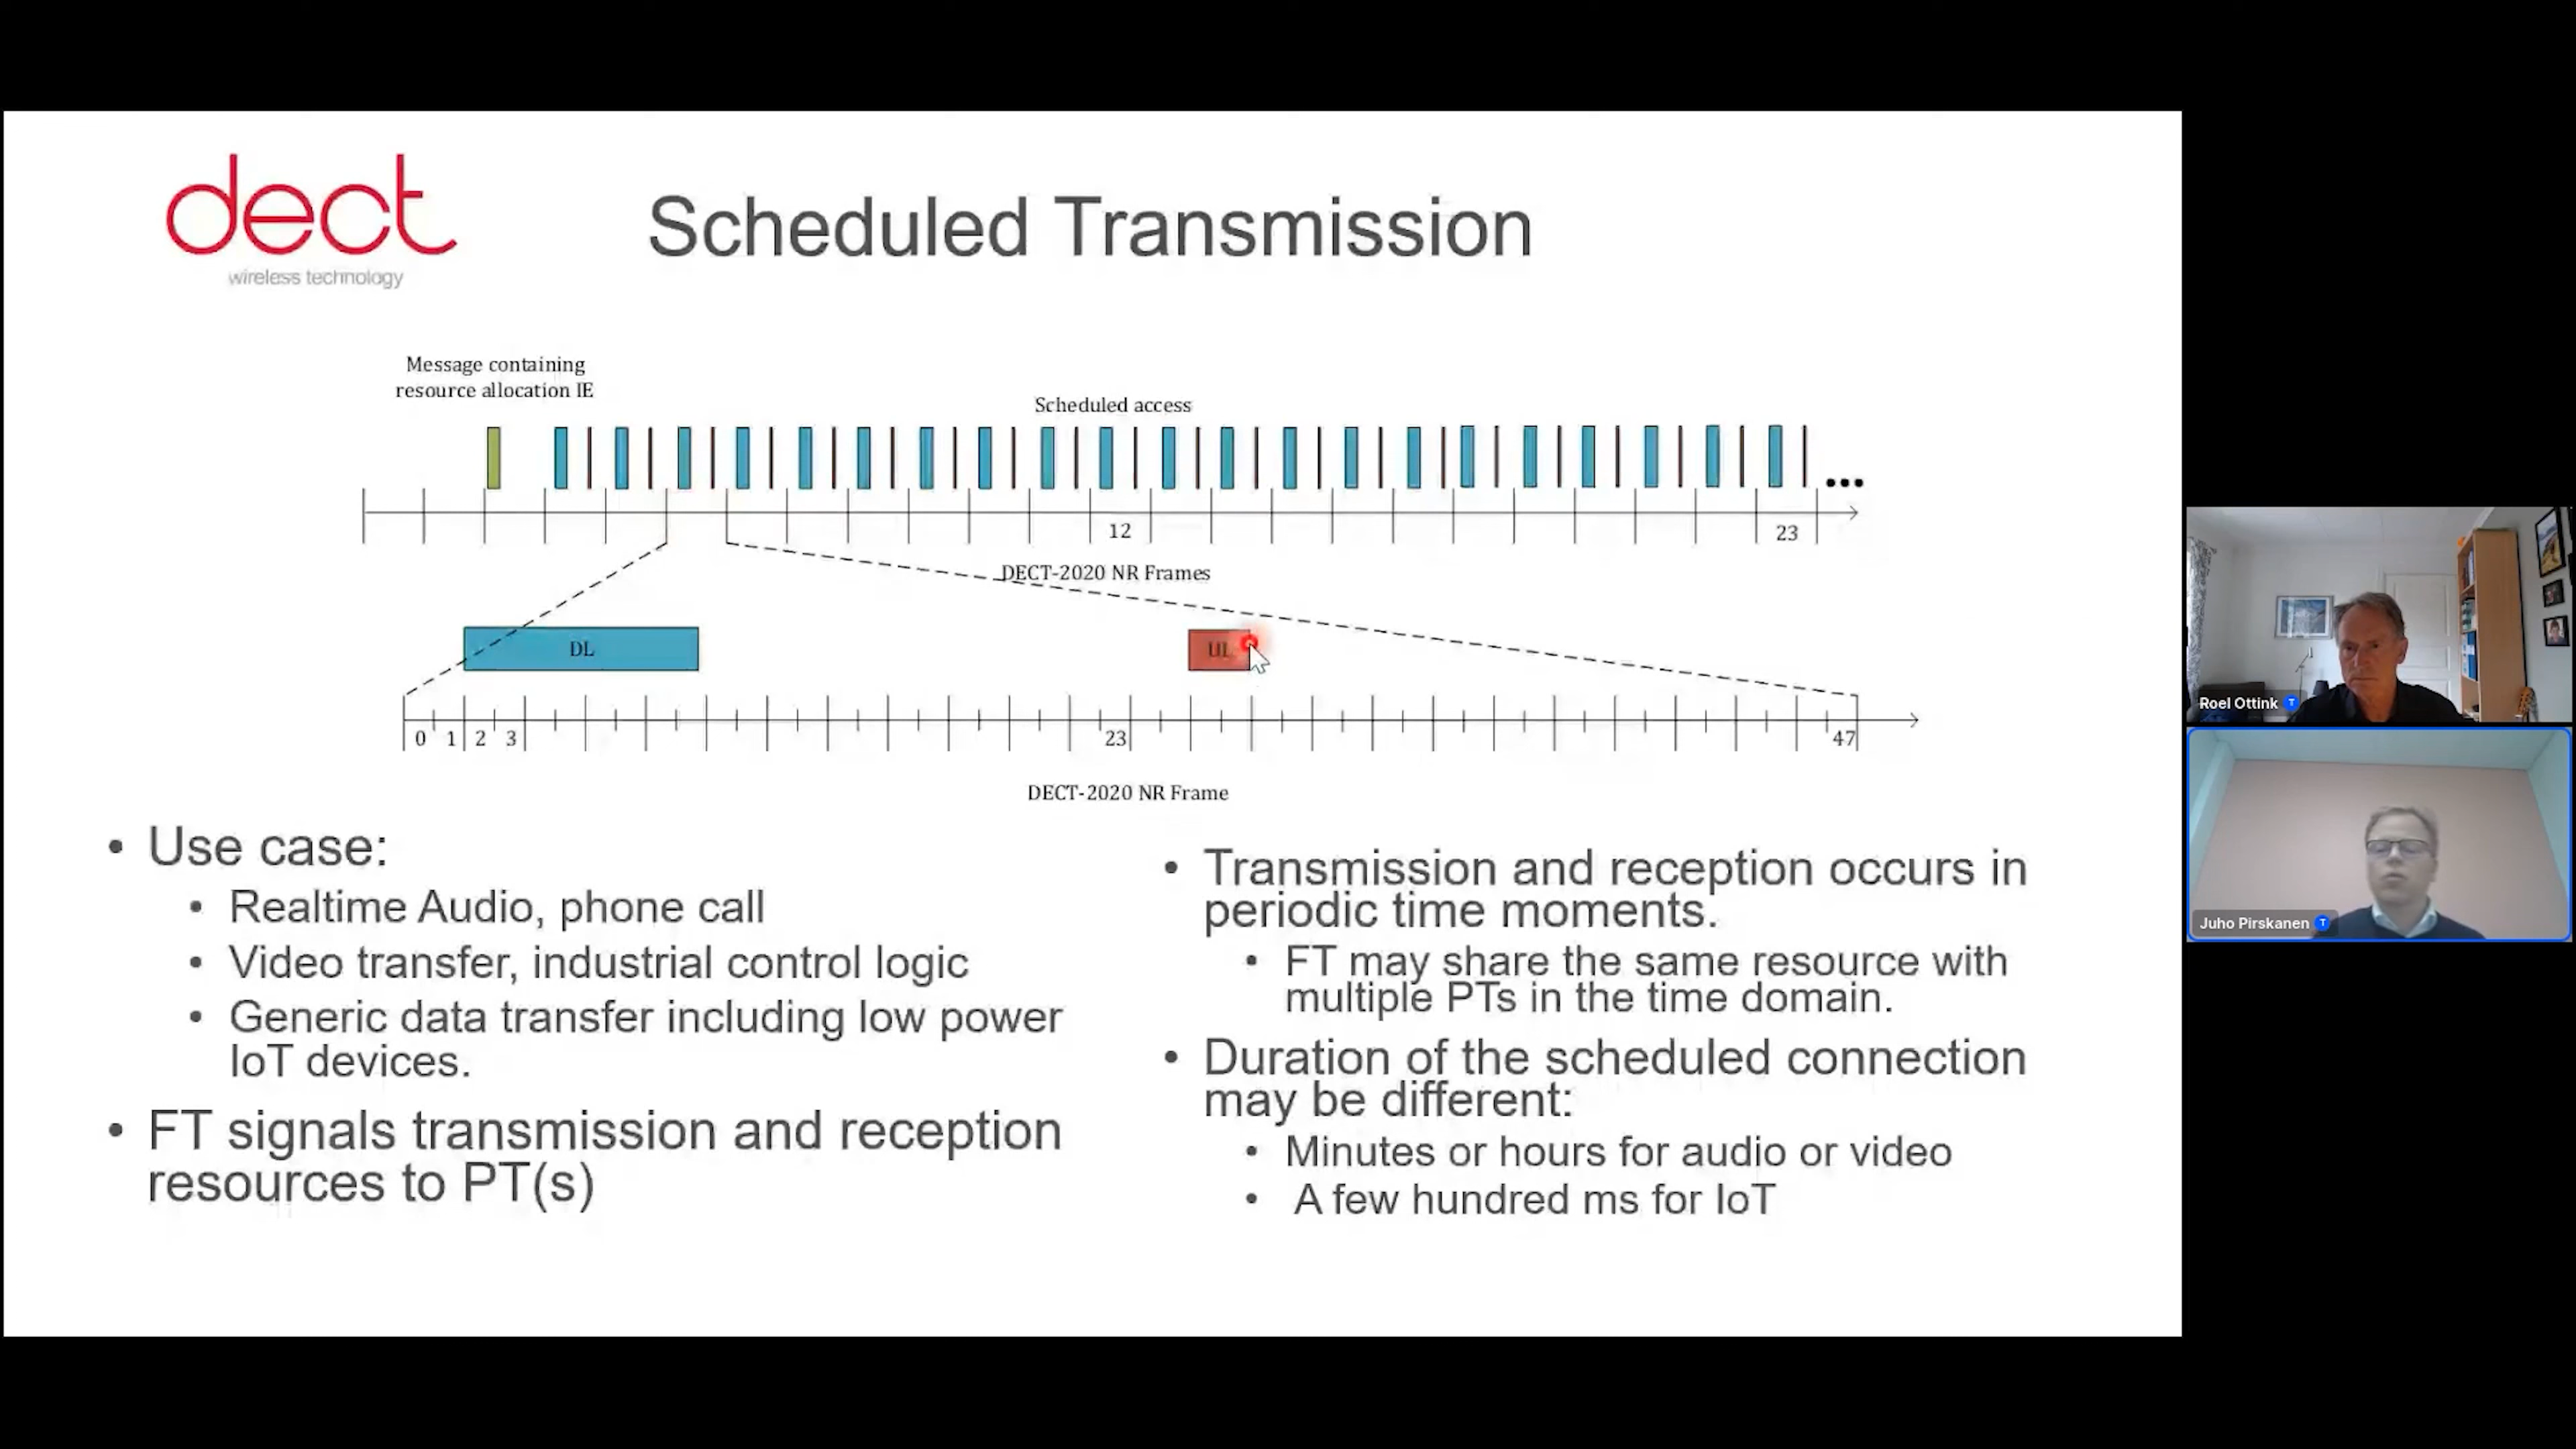 dect
wireless technology
Scheduled Transmission
Message containing
resource allocation IE
Scheduled access
12
23
DECT-2020 NR Frames
DL
UL
0 1 2 3
23
47
DECT-2020 NR Frame
• Use case:
• Realtime Audio, phone call
• Video transfer, industrial control logic
• Generic data transfer including low power
IoT devices.
• FT signals transmission and reception
resources to PT(s)
• Transmission and reception occurs in
periodic time moments.
• FT may share the same resource with
multiple PTs in the time domain.
• Duration of the scheduled connection
may be different:
• Minutes or hours for audio or video
• A few hundred ms for IoT
Roel Ottink T
Juho Pirskanen T